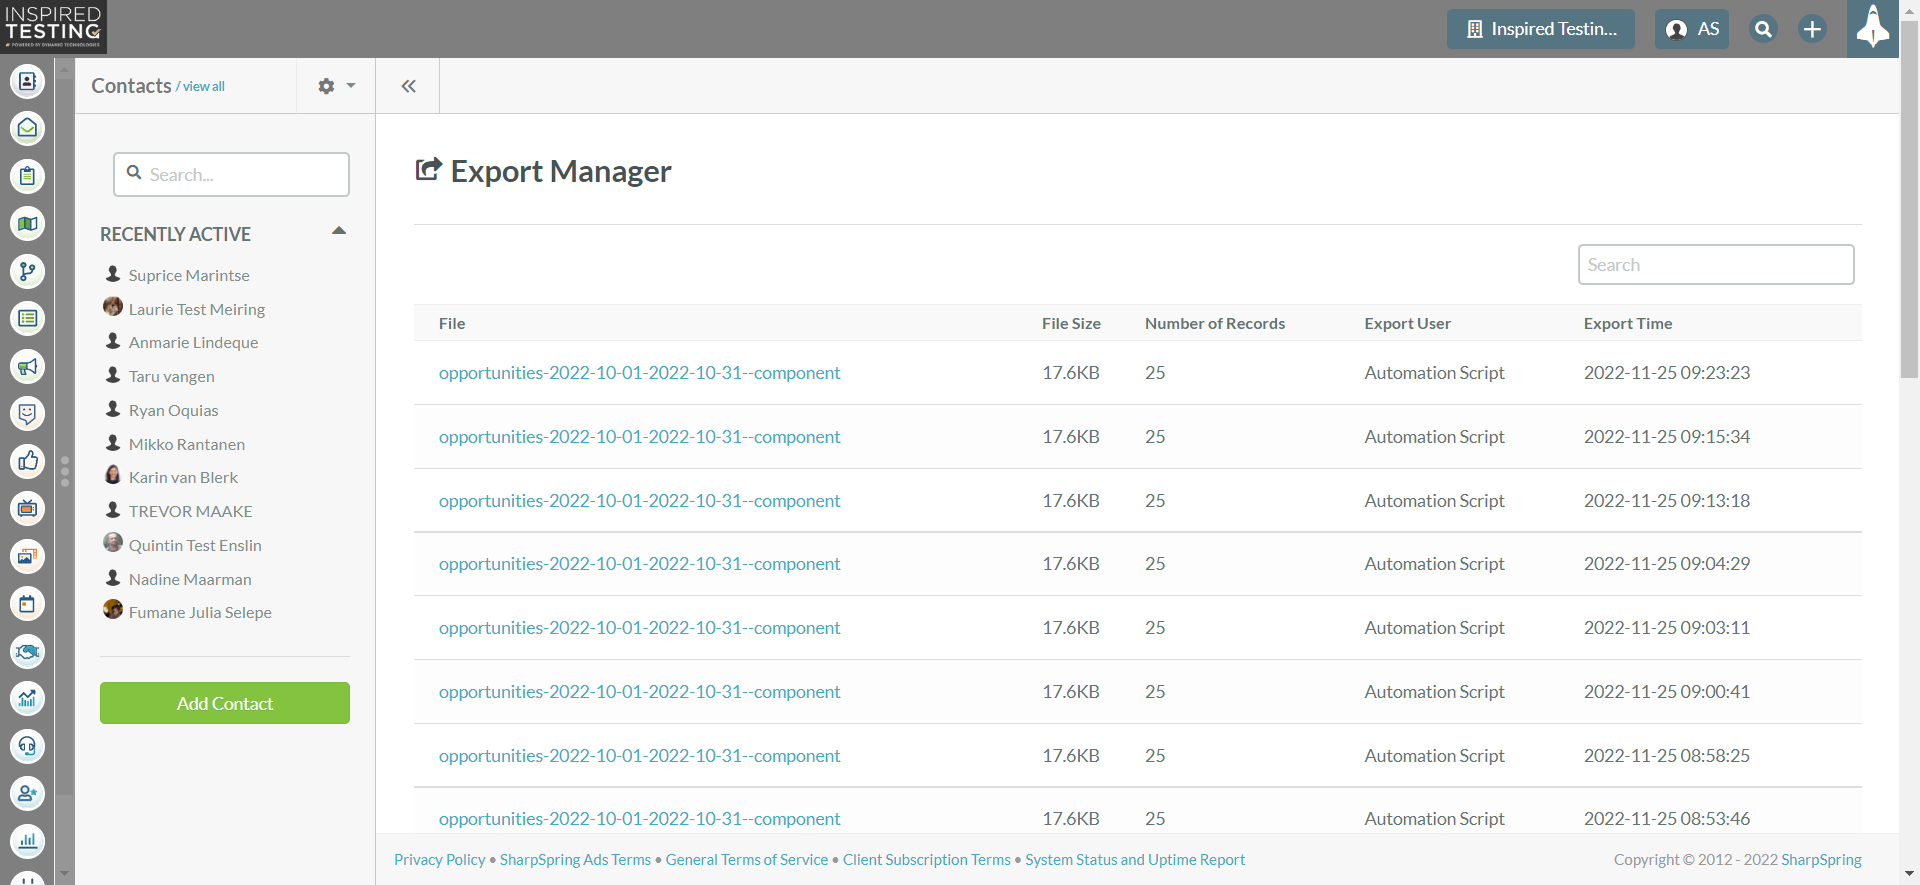 INSPIRED
TESTING
POWERED BY DYNAMIC TECHNOLOGIES
Inspired Testin...
AS
Contacts / view all
Search...
RECENTLY ACTIVE
Suprice Marintse
Laurie Test Meiring
Anmarie Lindeque
Taru vangen
Ryan Oquias
Mikko Rantanen
Karin van Blerk
TREVOR MAAKE
Quintin Test Enslin
Nadine Maarman
Fumane Julia Selepe
Add Contact
Export Manager
Search
File File Size Number of Records Export User Export Time
opportunities-2022-10-01-2022-10-31--component 17.6KB 25 Automation Script 2022-11-25 09:23:23
opportunities-2022-10-01-2022-10-31--component 17.6KB 25 Automation Script 2022-11-25 09:15:34
opportunities-2022-10-01-2022-10-31--component 17.6KB 25 Automation Script 2022-11-25 09:13:18
opportunities-2022-10-01-2022-10-31--component 17.6KB 25 Automation Script 2022-11-25 09:04:29
opportunities-2022-10-01-2022-10-31--component 17.6KB 25 Automation Script 2022-11-25 09:03:11
opportunities-2022-10-01-2022-10-31--component 17.6KB 25 Automation Script 2022-11-25 09:00:41
opportunities-2022-10-01-2022-10-31--component 17.6KB 25 Automation Script 2022-11-25 08:58:25
opportunities-2022-10-01-2022-10-31--component 17.6KB 25 Automation Script 2022-11-25 08:53:46
Privacy Policy • SharpSpring Ads Terms • General Terms of Service • Client Subscription Terms • System Status and Uptime Report
Copyright © 2012 - 2022 SharpSpring